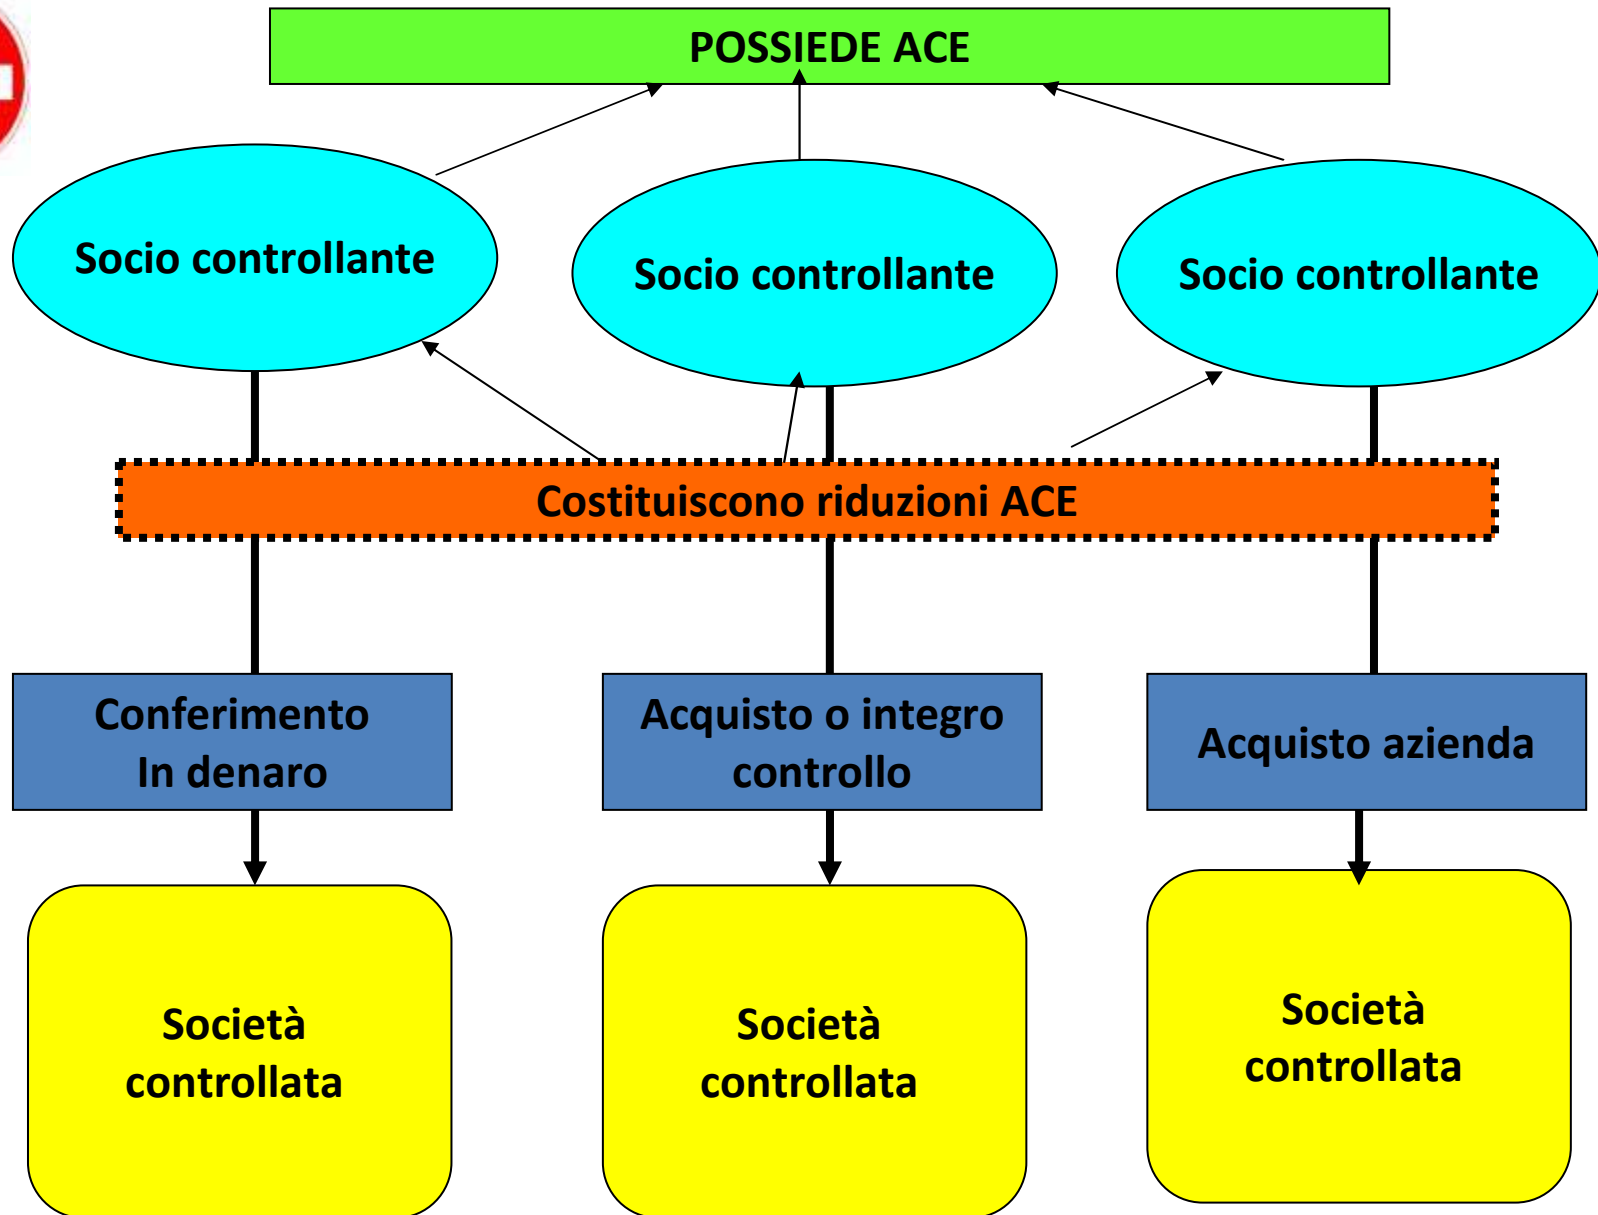 POSSIEDE ACE
Socio controllante
Socio controllante
Socio controllante
Costituiscono riduzioni ACE
Conferimento
In denaro
Acquisto o integro
controllo
Acquisto azienda
Società
controllata
Società
controllata
Società
controllata